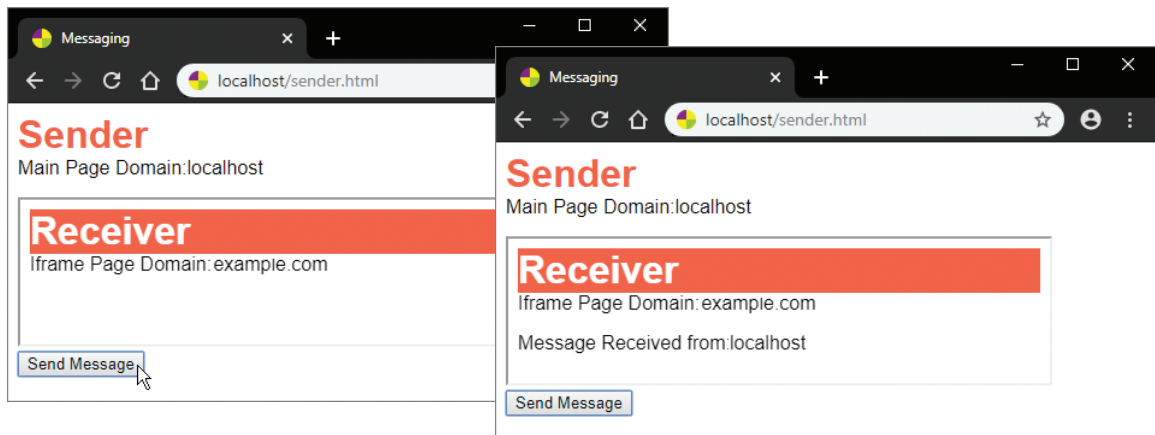 Messaging
localhost/sender.html
Sender
Main Page Domain:localhost
Receiver
Iframe Page Domain:example.com
Send Message
Messaging
localhost/sender.html
Sender
Main Page Domain:localhost
Receiver
Iframe Page Domain:example.com
Message Received from:localhost
Send Message